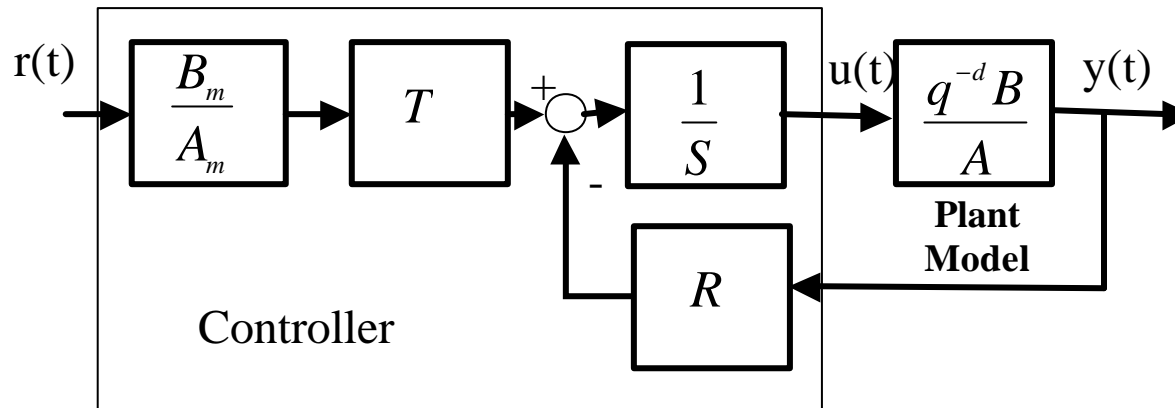 r(t)
B_m
A_m
T
+
-
1
S
u(t)
q^{-d} B
A
y(t)
Plant
Model
R
Controller